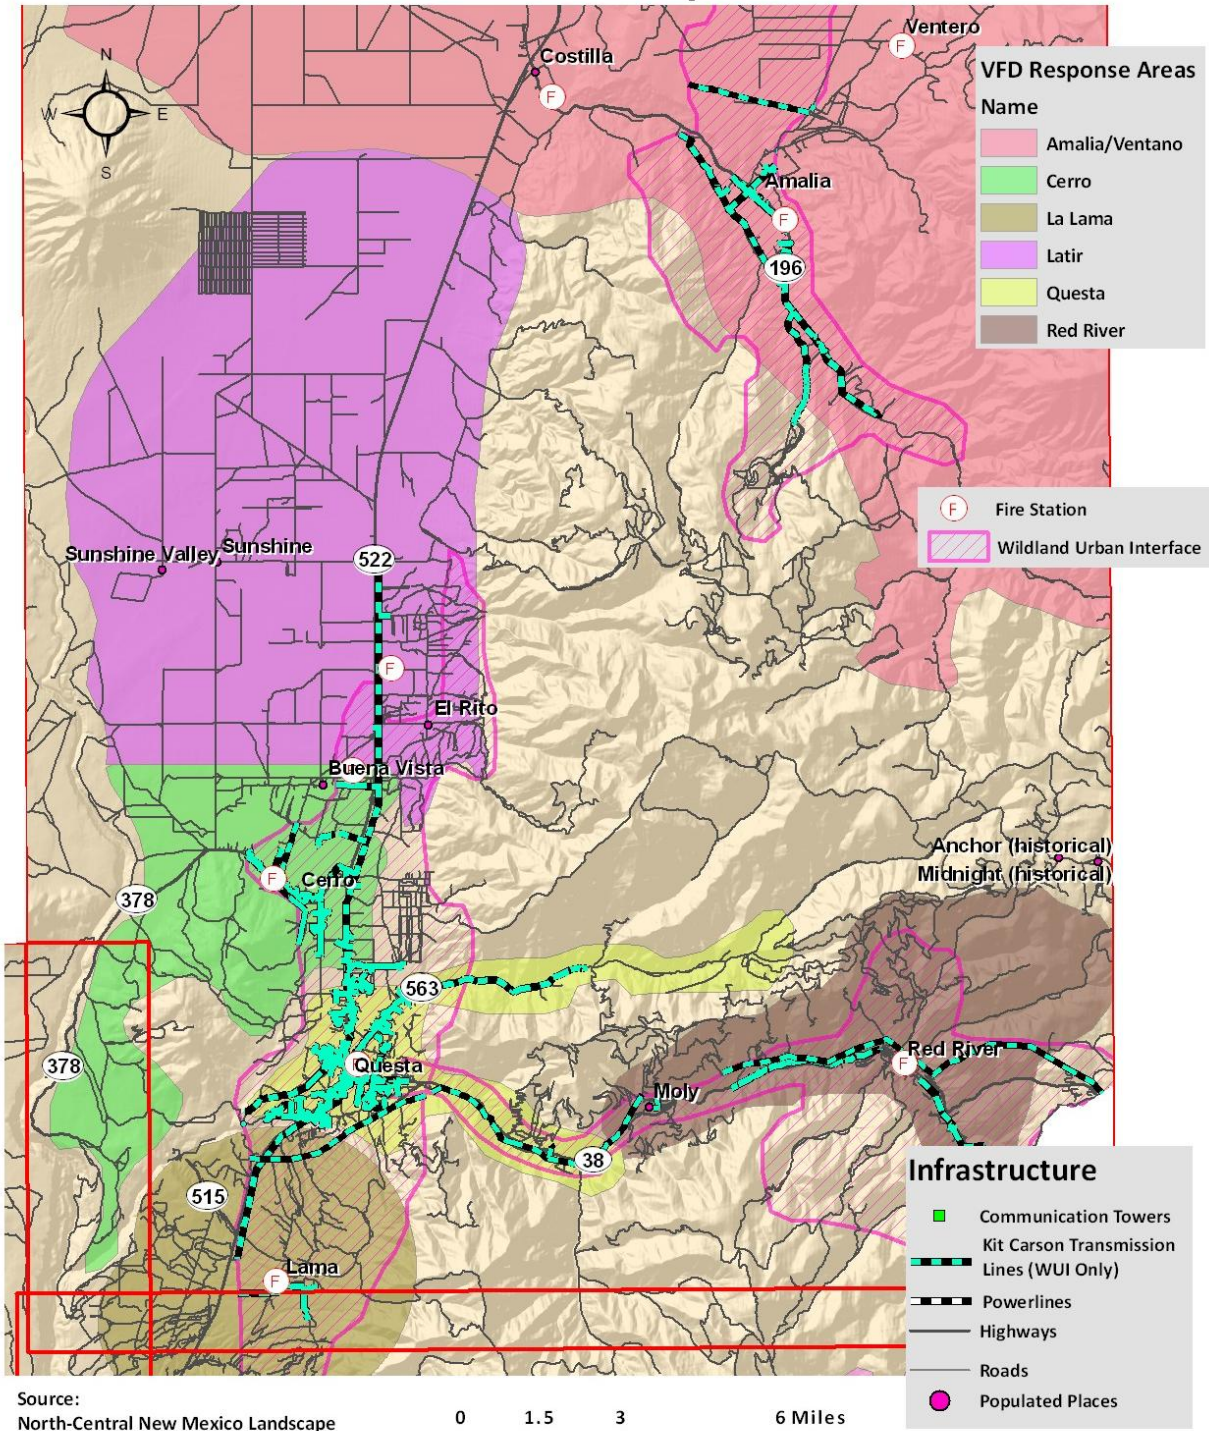 Ventero
Costilla
N
W
E
S
VFD Response Areas
Name
Amalia/Ventano
Cerro
La Lama
Latir
Questa
Red River
F
F
Amalia
F
196
F
Fire Station
Wildland Urban Interface
Sunshine Valley
Sunshine
522
F
El Rito
Buena Vista
Anchor (historical)
Midnight (historical)
F
Cerro
378
563
378
Questa
Red River
F
Moly
38
515
Lama
F
Infrastructure
Communication Towers
Kit Carson Transmission
Lines (WUI Only)
Powerlines
Highways
Roads
Populated Places
Source:
North-Central New Mexico Landscape
0 1.5 3 6 Miles